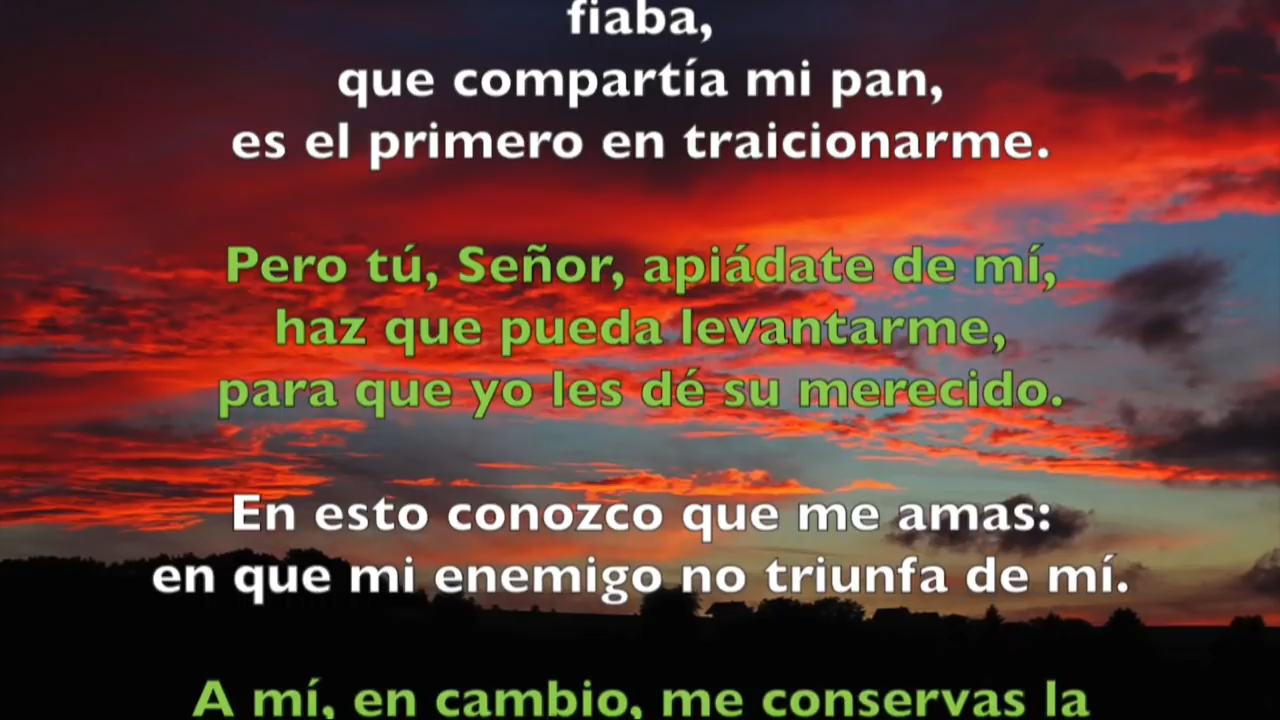 fiaba,
que compartía mi pan,
es el primero en traicionarme.
Pero tú, Señor, apiádate de mí,
haz que pueda levantarme,
para que yo les dé su merecido.
En esto conozco que me amas:
en que mi enemigo no triunfa de mí.
A mí, en cambio, me conservas la